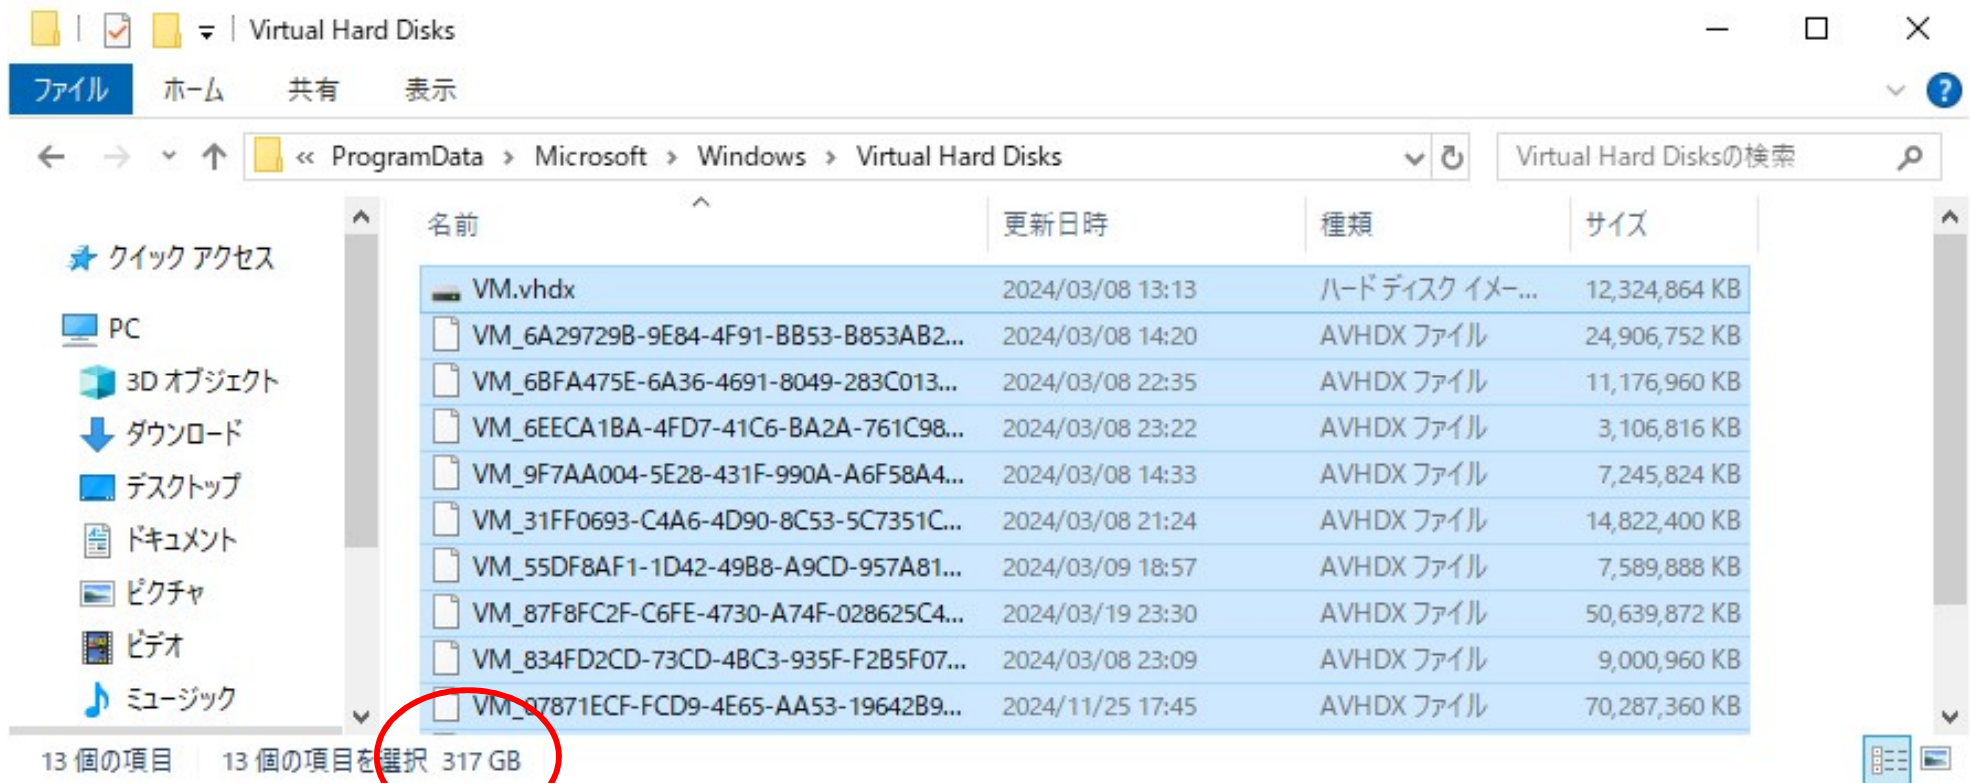 Virtual Hard Disks
ファイル ホーム 共有 表示
« ProgramData › Microsoft › Windows › Virtual Hard Disks Virtual Hard Disksの検索
名前 更新日時 種類 サイズ
クイック アクセス
PC
3D オブジェクト
ダウンロード
デスクトップ
ドキュメント
ピクチャ
ビデオ
ミュージック
VM.vhdx 2024/03/08 13:13 ハード ディスク イメー... 12,324,864 KB
VM_6A29729B-9E84-4F91-BB53-B853AB2... 2024/03/08 14:20 AVHDX ファイル 24,906,752 KB
VM_6BFA475E-6A36-4691-8049-283C013... 2024/03/08 22:35 AVHDX ファイル 11,176,960 KB
VM_6EECA1BA-4FD7-41C6-BA2A-761C98... 2024/03/08 23:22 AVHDX ファイル 3,106,816 KB
VM_9F7AA004-5E28-431F-990A-A6F58A4... 2024/03/08 14:33 AVHDX ファイル 7,245,824 KB
VM_31FF0693-C4A6-4D90-8C53-5C7351C... 2024/03/08 21:24 AVHDX ファイル 14,822,400 KB
VM_55DF8AF1-1D42-49B8-A9CD-957A81... 2024/03/09 18:57 AVHDX ファイル 7,589,888 KB
VM_87F8FC2F-C6FE-4730-A74F-028625C4... 2024/03/19 23:30 AVHDX ファイル 50,639,872 KB
VM_834FD2CD-73CD-4BC3-935F-F2B5F07... 2024/03/08 23:09 AVHDX ファイル 9,000,960 KB
VM_07871ECF-FCD9-4E65-AA53-19642B9... 2024/11/25 17:45 AVHDX ファイル 70,287,360 KB
13 個の項目 13 個の項目を選択 317 GB